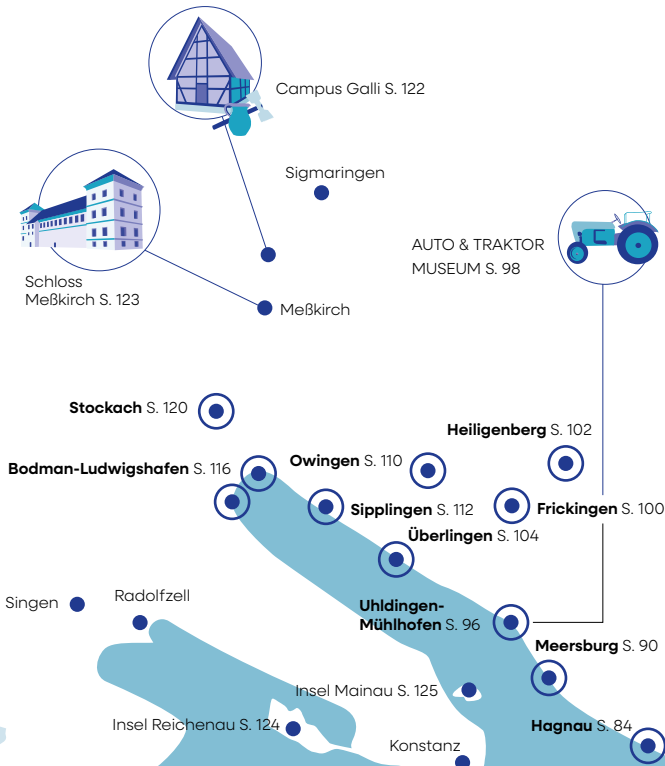 Campus Galli S. 122
Sigmaringen
AUTO & TRAKTOR
MUSEUM S. 98
Schloss
Meßkirch S. 123
Meßkirch
Stockach S. 120
Heiligenberg S. 102
Bodman-Ludwigshafen S. 116
Owingen S. 110
Sipplingen S. 112
Frickingen S. 100
Überlingen S. 104
Singen
Radolfzell
Uhldingen-
Mühlhofen S. 96
Meersburg S. 90
Insel Mainau S. 125
Insel Reichenau S. 124
Hagnau S. 84
Konstanz